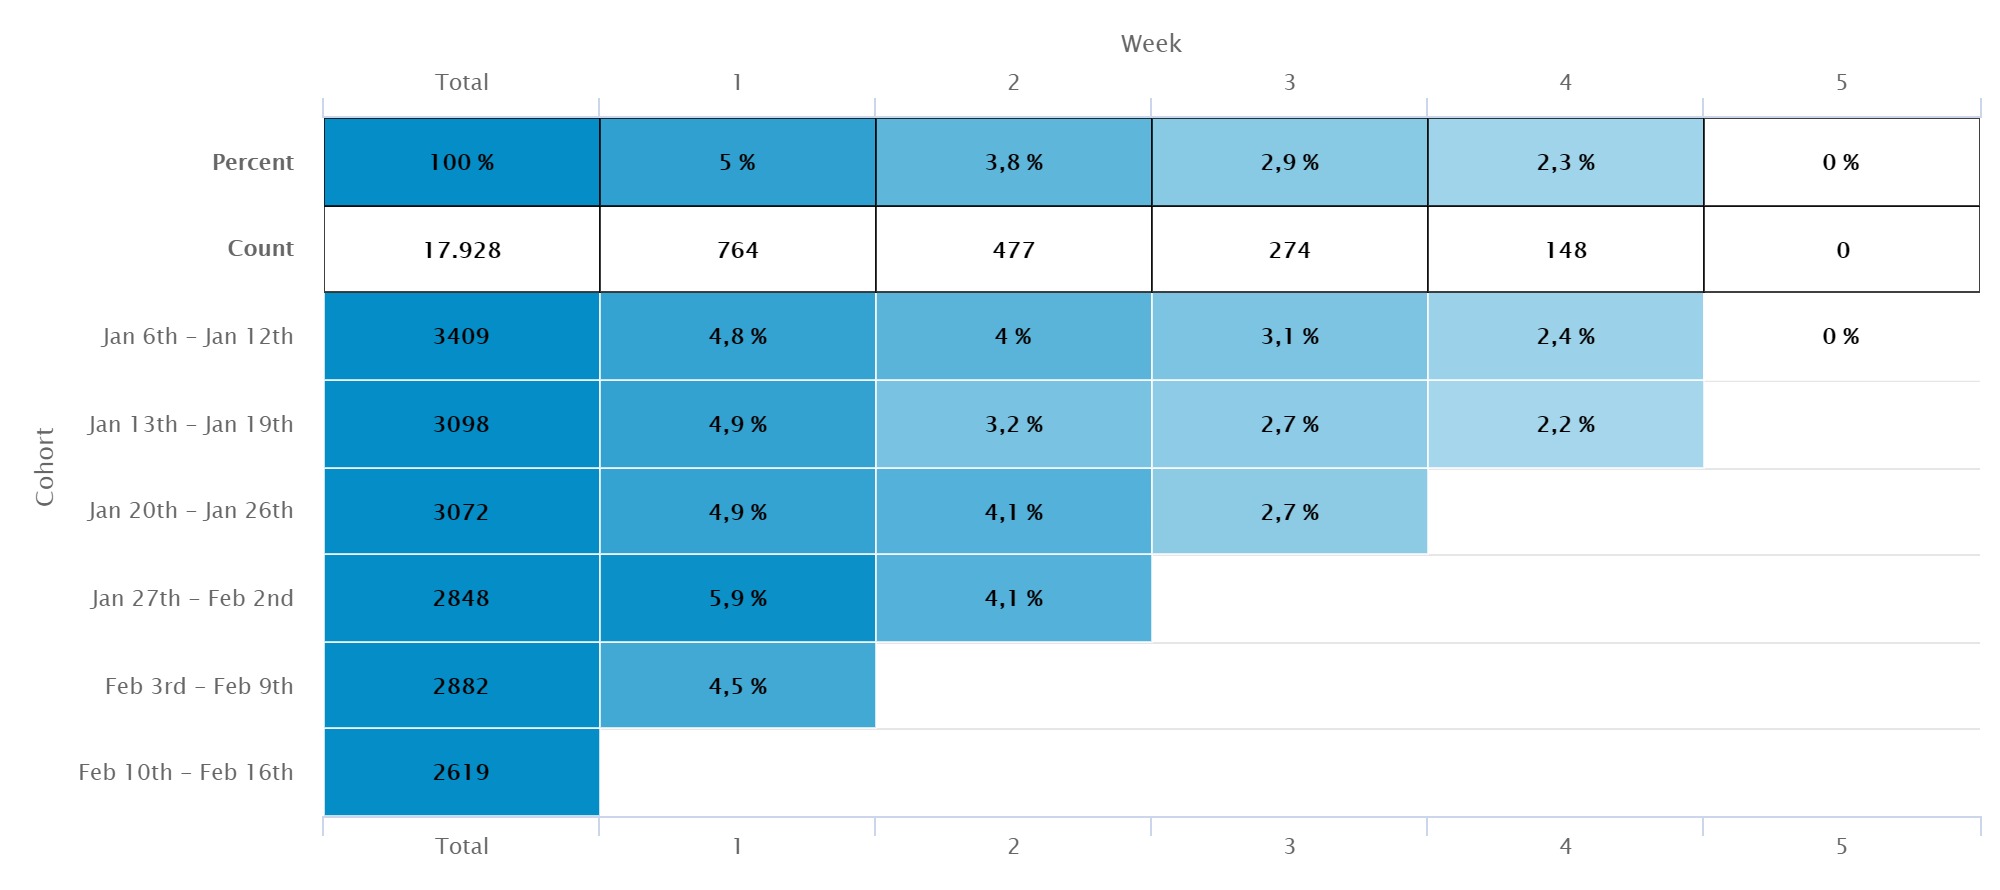 Week
Total 1 2 3 4 5
Percent 100 % 5 % 3,8 % 2,9 % 2,3 % 0 %
Count 17.928 764 477 274 148 0
Jan 6th – Jan 12th 3409 4,8 % 4 % 3,1 % 2,4 % 0 %
Jan 13th – Jan 19th 3098 4,9 % 3,2 % 2,7 % 2,2 %
Cohort
Jan 20th – Jan 26th 3072 4,9 % 4,1 % 2,7 %
Jan 27th – Feb 2nd 2848 5,9 % 4,1 %
Feb 3rd – Feb 9th 2882 4,5 %
Feb 10th – Feb 16th 2619
Total 1 2 3 4 5